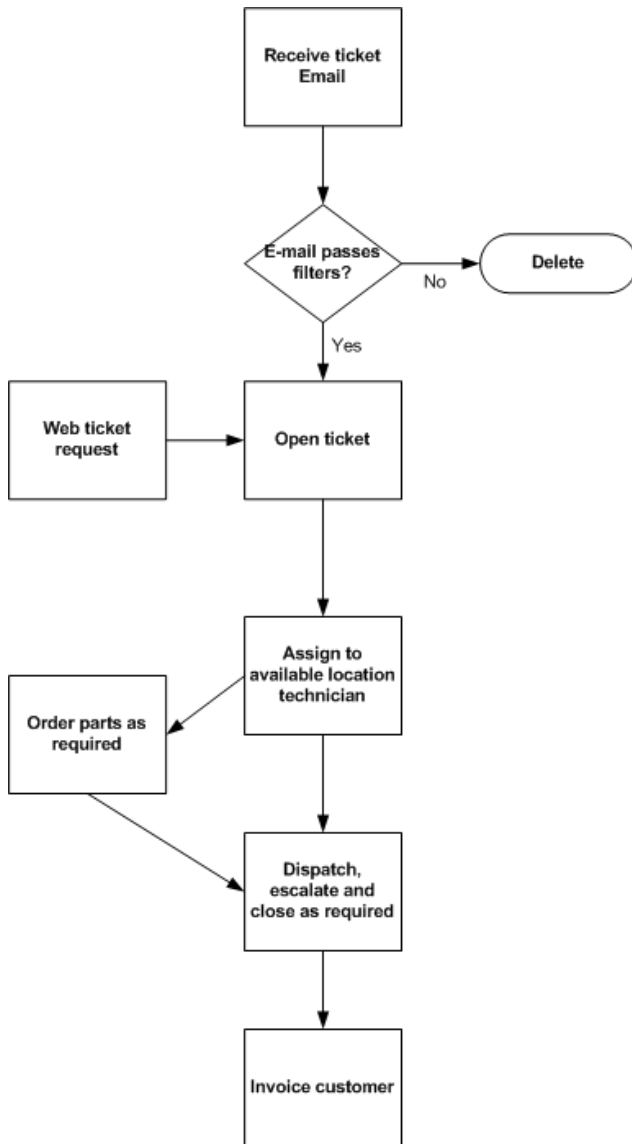 Receive ticket
Email
E-mail passes
filters?
Delete
No
Yes
Web ticket
request
Open ticket
Assign to
available location
technician
Order parts as
required
Dispatch,
escalate and
close as required
Invoice customer